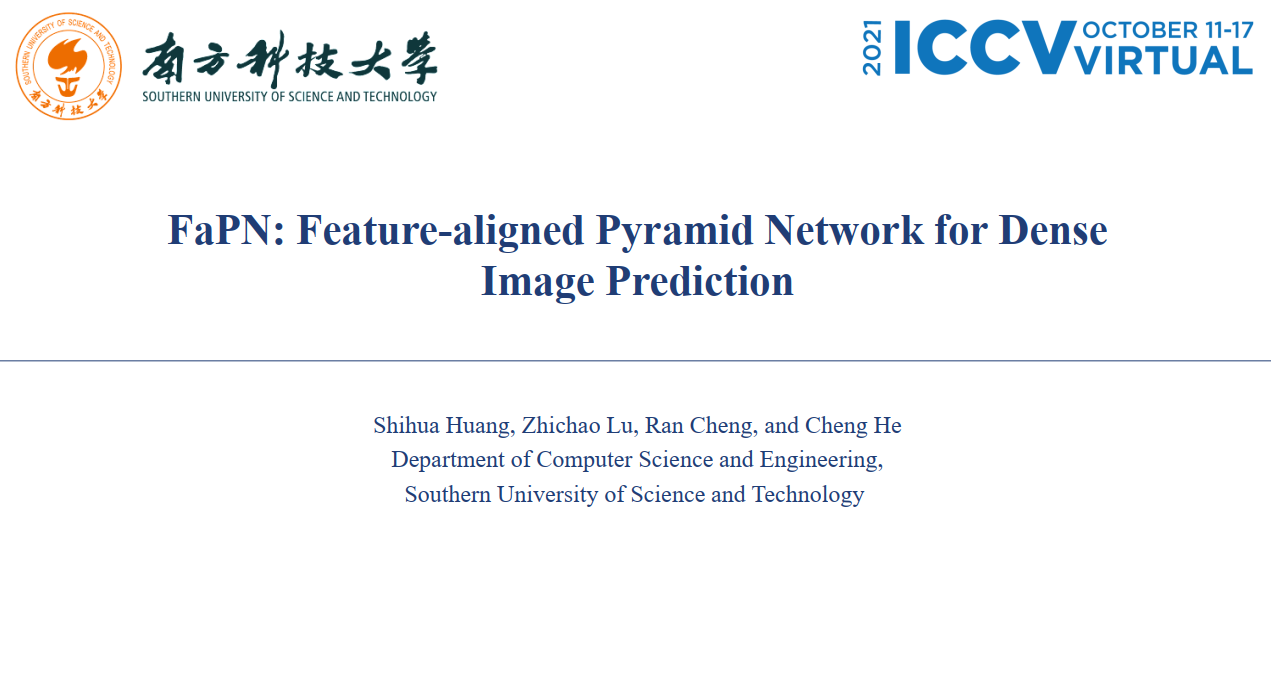 SOUTHERN UNIVERSITY OF SCIENCE AND TECHNOLOGY
南方科技大学
南方科技大學
SOUTHERN UNIVERSITY OF SCIENCE AND TECHNOLOGY
2021
ICCV
OCTOBER 11-17
VIRTUAL
FaPN: Feature-aligned Pyramid Network for Dense
Image Prediction
Shihua Huang, Zhichao Lu, Ran Cheng, and Cheng He
Department of Computer Science and Engineering,
Southern University of Science and Technology